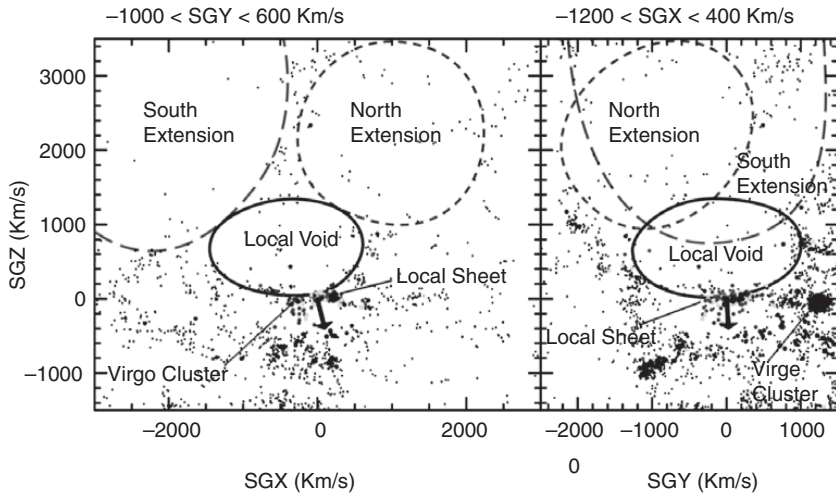 −1000 < SGY < 600 Km/s
−1200 < SGX < 400 Km/s
3000
2000
1000
0
−1000
SGZ (Km/s)
South
Extension
North
Extension
Local Void
Local Sheet
Virgo Cluster
−2000
0
2000
SGX (Km/s)
North
Extension
South
Extension
Local Void
Local Sheet
Virge
Cluster
−2000
−1000
0
1000
0
SGY (Km/s)